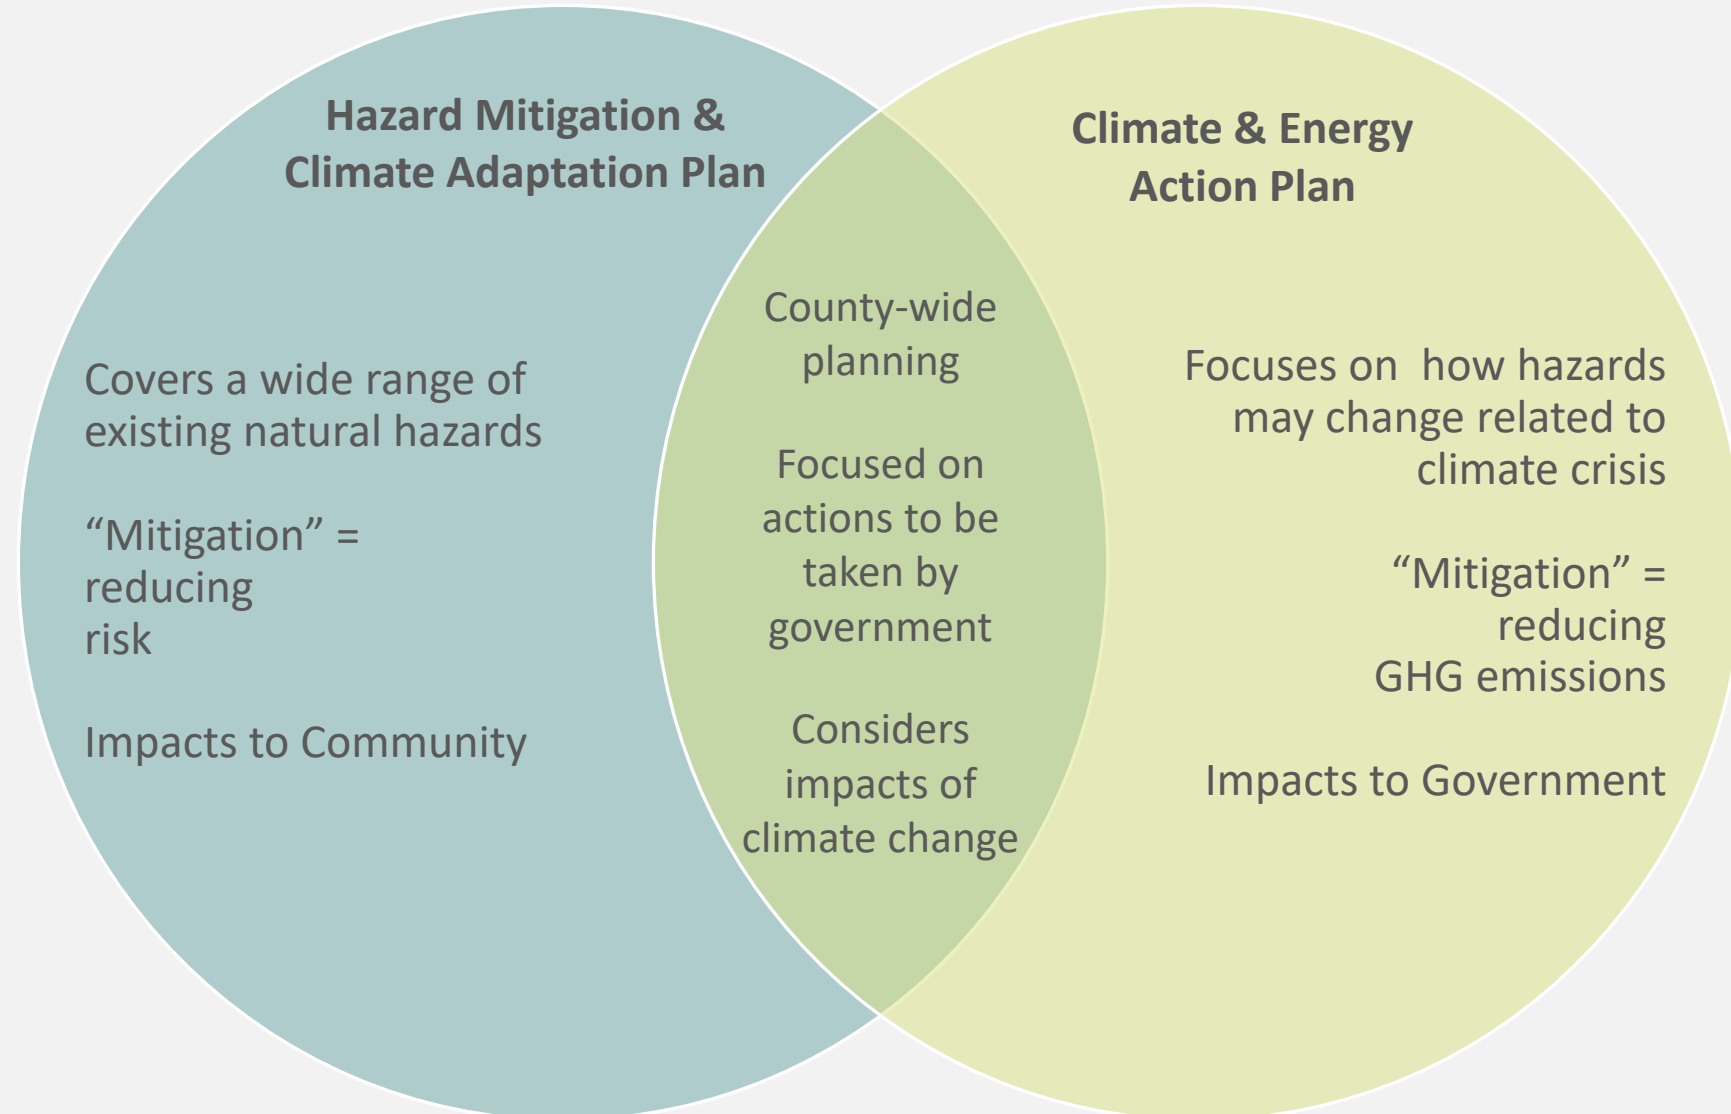 Hazard Mitigation &
Climate Adaptation Plan
Covers a wide range of
existing natural hazards
“Mitigation” =
reducing
risk
Impacts to Community
County-wide
planning
Focused on
actions to be
taken by
government
Considers
impacts of
climate change
Climate & Energy
Action Plan
Focuses on  how hazards
may change related to
climate crisis
“Mitigation” =
reducing
GHG emissions
Impacts to Government